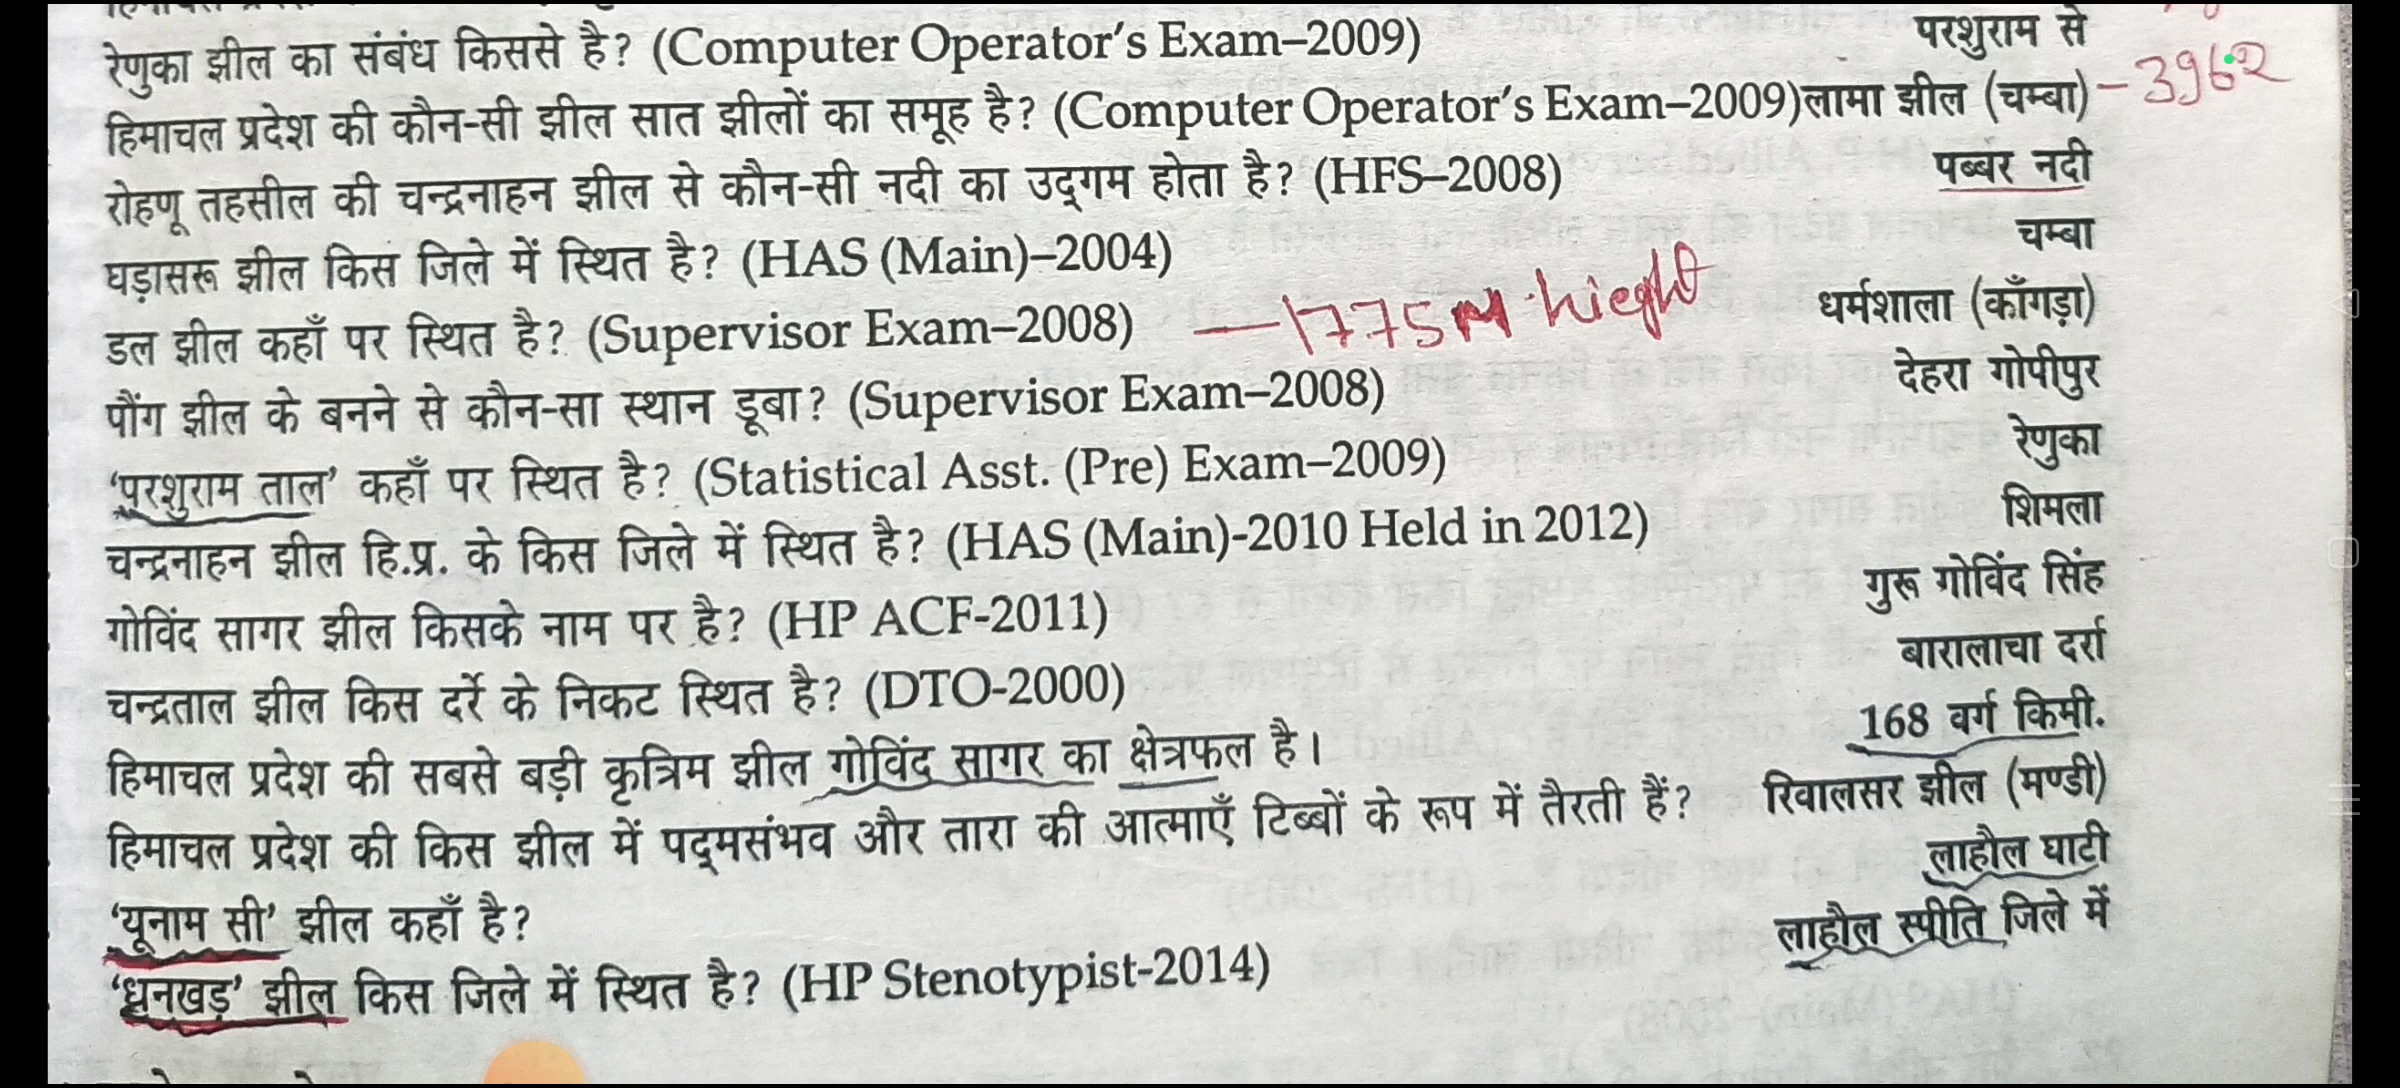 रेणुका झील का संबंध किससे है? (Computer Operator's Exam–2009) परशुराम से
हिमाचल प्रदेश की कौन-सी झील सात झीलों का समूह है? (Computer Operator's Exam–2009) लामा झील (चम्बा) – 3962
रोहणू तहसील की चन्द्रनाहन झील से कौन-सी नदी का उद्गम होता है? (HFS–2008) पब्बर नदी
घड़ासरू झील किस जिले में स्थित है? (HAS (Main)–2004) चम्बा
डल झील कहाँ पर स्थित है? (Supervisor Exam–2008) — 1775 M hieght धर्मशाला (काँगड़ा)
पौंग झील के बनने से कौन-सा स्थान डूबा? (Supervisor Exam–2008) देहरा गोपीपुर
'परशुराम ताल' कहाँ पर स्थित है? (Statistical Asst. (Pre) Exam–2009) रेणुका
चन्द्रनाहन झील हि.प्र. के किस जिले में स्थित है? (HAS (Main)-2010 Held in 2012) शिमला
गोविंद सागर झील किसके नाम पर है? (HP ACF-2011) गुरू गोविंद सिंह
चन्द्रताल झील किस दर्रे के निकट स्थित है? (DTO-2000) बारालाचा दर्रा
हिमाचल प्रदेश की सबसे बड़ी कृत्रिम झील गोविंद सागर का क्षेत्रफल है। 168 वर्ग किमी.
हिमाचल प्रदेश की किस झील में पद्मसंभव और तारा की आत्माएँ टिब्बों के रूप में तैरती हैं? रिवालसर झील (मण्डी)
'यूनाम सी' झील कहाँ है? लाहौल घाटी
'धनखड़' झील किस जिले में स्थित है? (HP Stenotypist-2014) लाहौल स्पीति जिले में